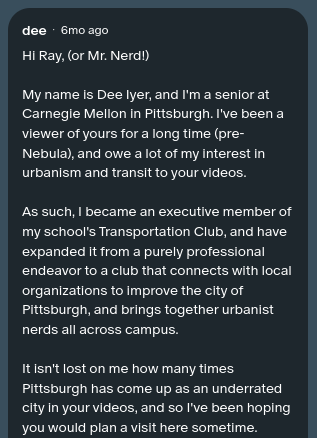 dee · 6mo ago
Hi Ray, (or Mr. Nerd!)
My name is Dee Iyer, and I'm a senior at
Carnegie Mellon in Pittsburgh. I've been a
viewer of yours for a long time (pre-
Nebula), and owe a lot of my interest in
urbanism and transit to your videos.
As such, I became an executive member of
my school's Transportation Club, and have
expanded it from a purely professional
endeavor to a club that connects with local
organizations to improve the city of
Pittsburgh, and brings together urbanist
nerds all across campus.
It isn't lost on me how many times
Pittsburgh has come up as an underrated
city in your videos, and so I've been hoping
you would plan a visit here sometime.